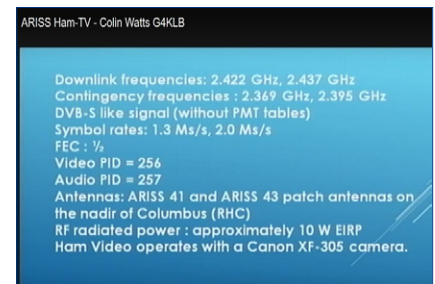 ARISS Ham-TV - Colin Watts G4KLB
Downlink frequencies: 2.422 GHz, 2.437 GHz
Contingency frequencies : 2.369 GHz, 2.395 GHz
DVB-S like signal (without PMT tables)
Symbol rates: 1.3 Ms/s, 2.0 Ms/s
FEC : ½
Video PID = 256
Audio PID = 257
Antennas: ARISS 41 and ARISS 43 patch antennas on
the nadir of Columbus (RHC)
RF radiated power : approximately 10 W EIRP
Ham Video operates with a Canon XF-305 camera.